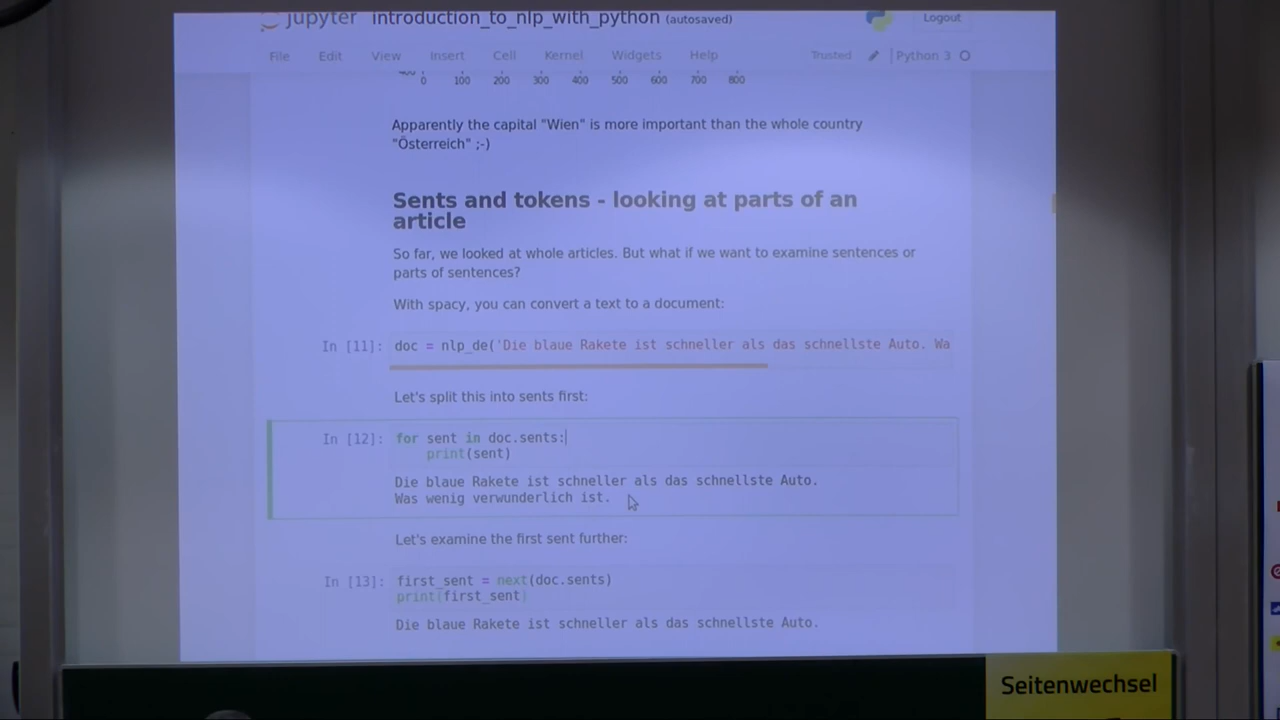 jupyter introduction_to_nlp_with_python (autosaved) Logout
File Edit View Insert Cell Kernel Widgets Help Trusted Python 3
0 100 200 300 400 500 600 700 800
Apparently the capital "Wien" is more important than the whole country
"Österreich" ;-)
Sents and tokens - looking at parts of an
article
So far, we looked at whole articles. But what if we want to examine sentences or
parts of sentences?
With spacy, you can convert a text to a document:
In [11]: doc = nlp_de('Die blaue Rakete ist schneller als das schnellste Auto. Wa
Let's split this into sents first:
In [12]: for sent in doc.sents:
print(sent)
Die blaue Rakete ist schneller als das schnellste Auto.
Was wenig verwunderlich ist.
Let's examine the first sent further:
In [13]: first_sent = next(doc.sents)
print(first_sent)
Die blaue Rakete ist schneller als das schnellste Auto.
Seitenwechsel